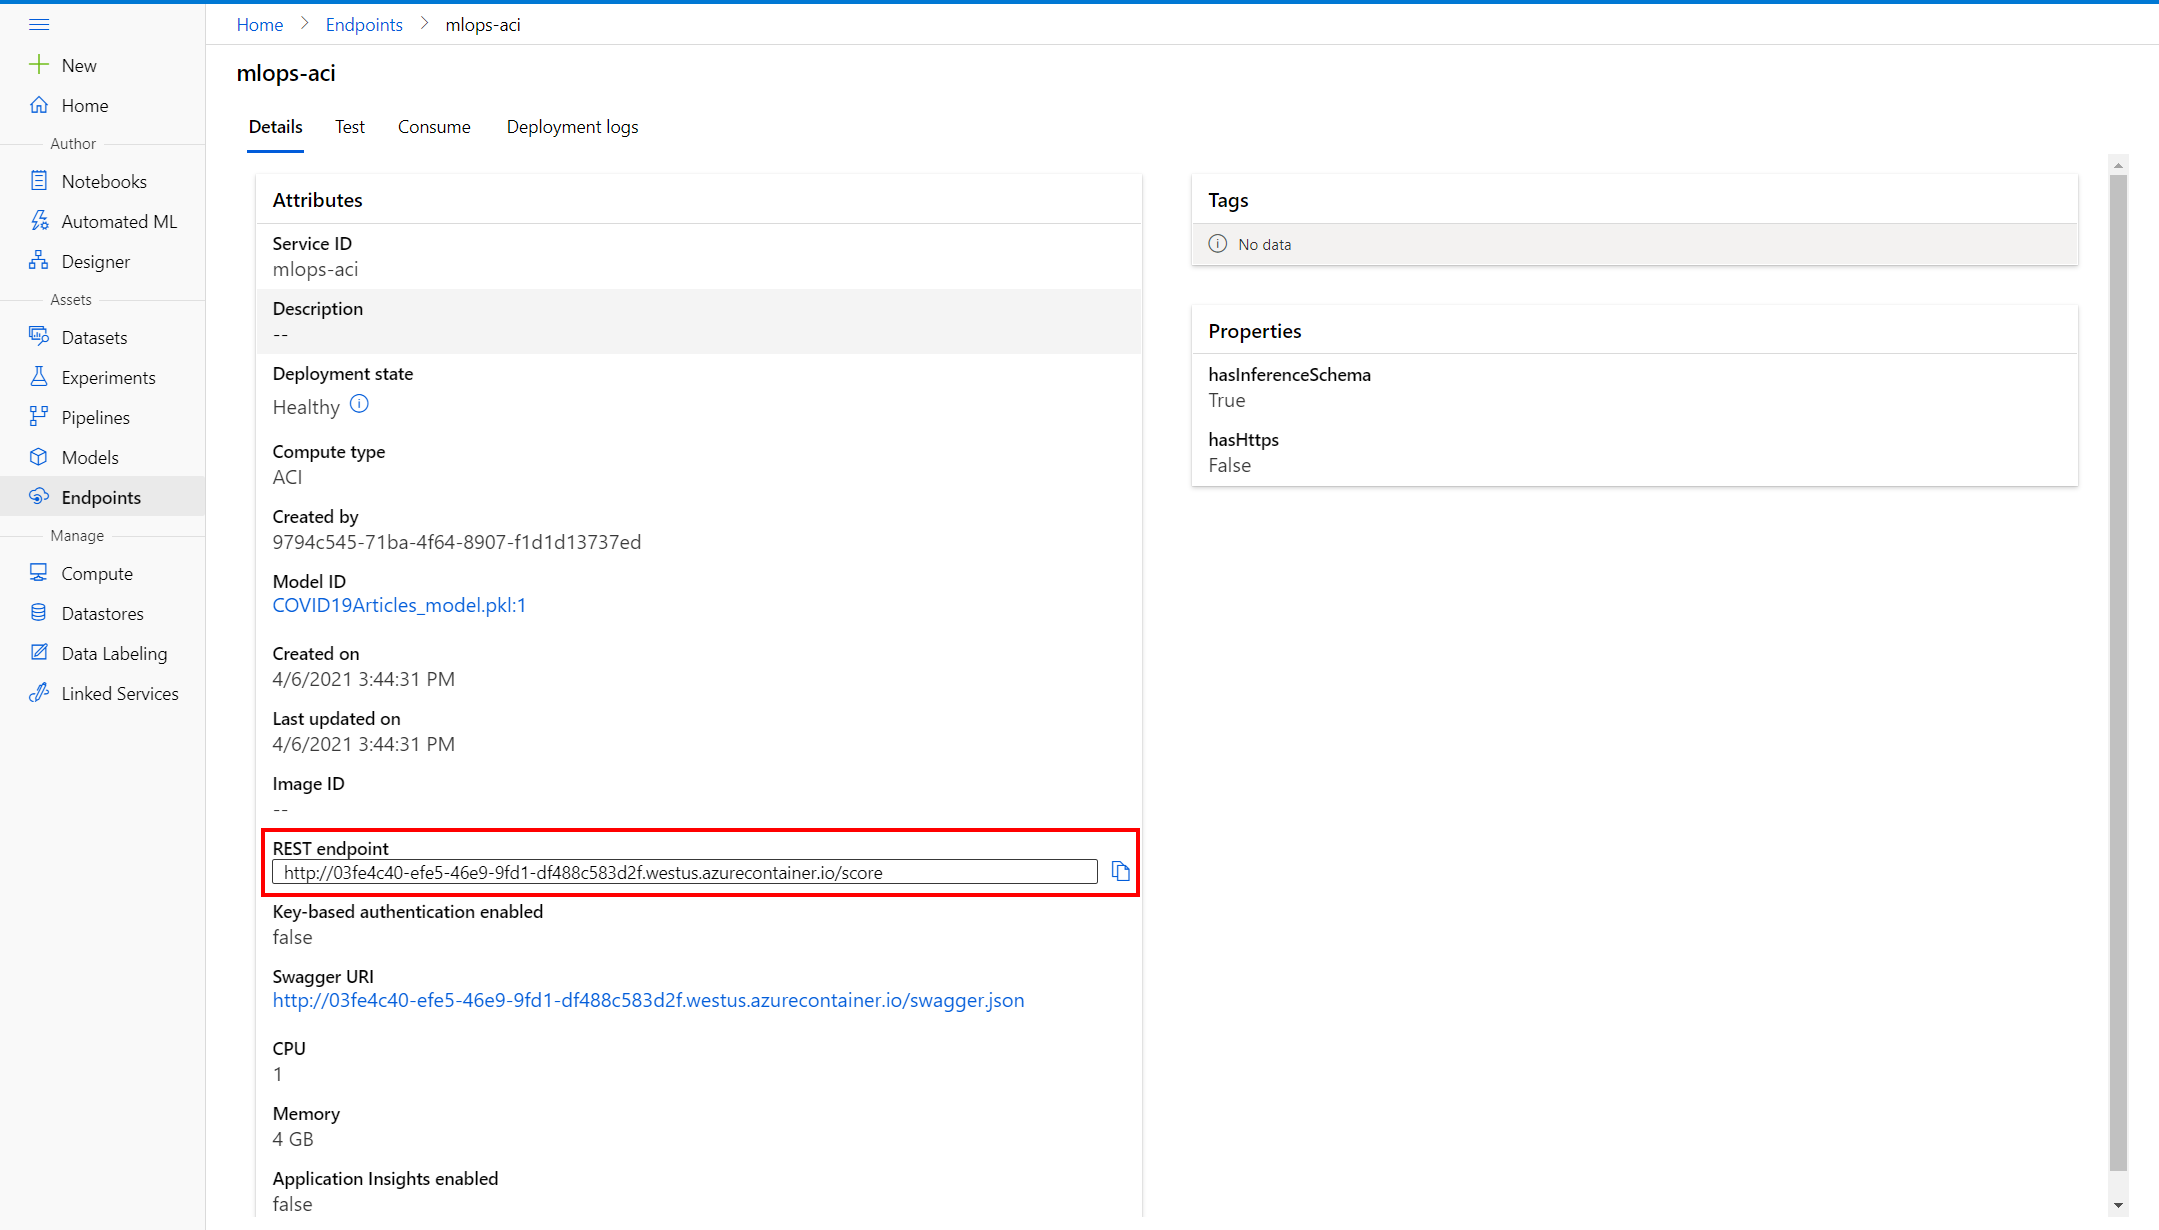 Home > Endpoints > mlops-aci
New
Home
Author
Notebooks
Automated ML
Designer
Assets
Datasets
Experiments
Pipelines
Models
Endpoints
Manage
Compute
Datastores
Data Labeling
Linked Services
mlops-aci
Details Test Consume Deployment logs
Attributes
Service ID
mlops-aci
Description
--
Deployment state
Healthy
Compute type
ACI
Created by
9794c545-71ba-4f64-8907-f1d1d13737ed
Model ID
COVID19Articles_model.pkl:1
Created on
4/6/2021 3:44:31 PM
Last updated on
4/6/2021 3:44:31 PM
Image ID
--
REST endpoint
http://03fe4c40-efe5-46e9-9fd1-df488c583d2f.westus.azurecontainer.io/score
Key-based authentication enabled
false
Swagger URI
http://03fe4c40-efe5-46e9-9fd1-df488c583d2f.westus.azurecontainer.io/swagger.json
CPU
1
Memory
4 GB
Application Insights enabled
false
Tags
No data
Properties
hasInferenceSchema
True
hasHttps
False